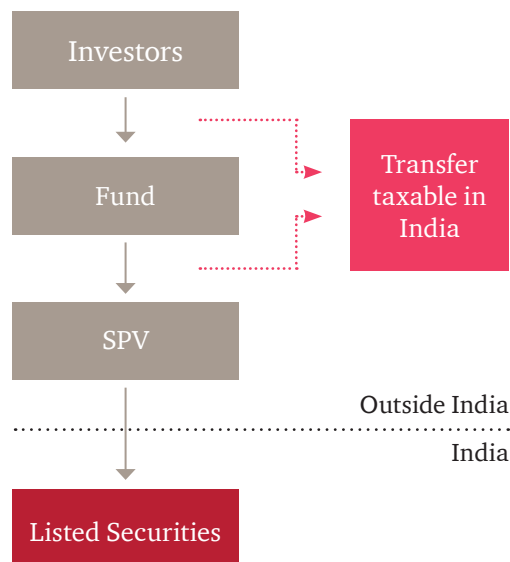 Investors
Fund
Transfer
taxable in
India
SPV
Outside India
India
Listed Securities